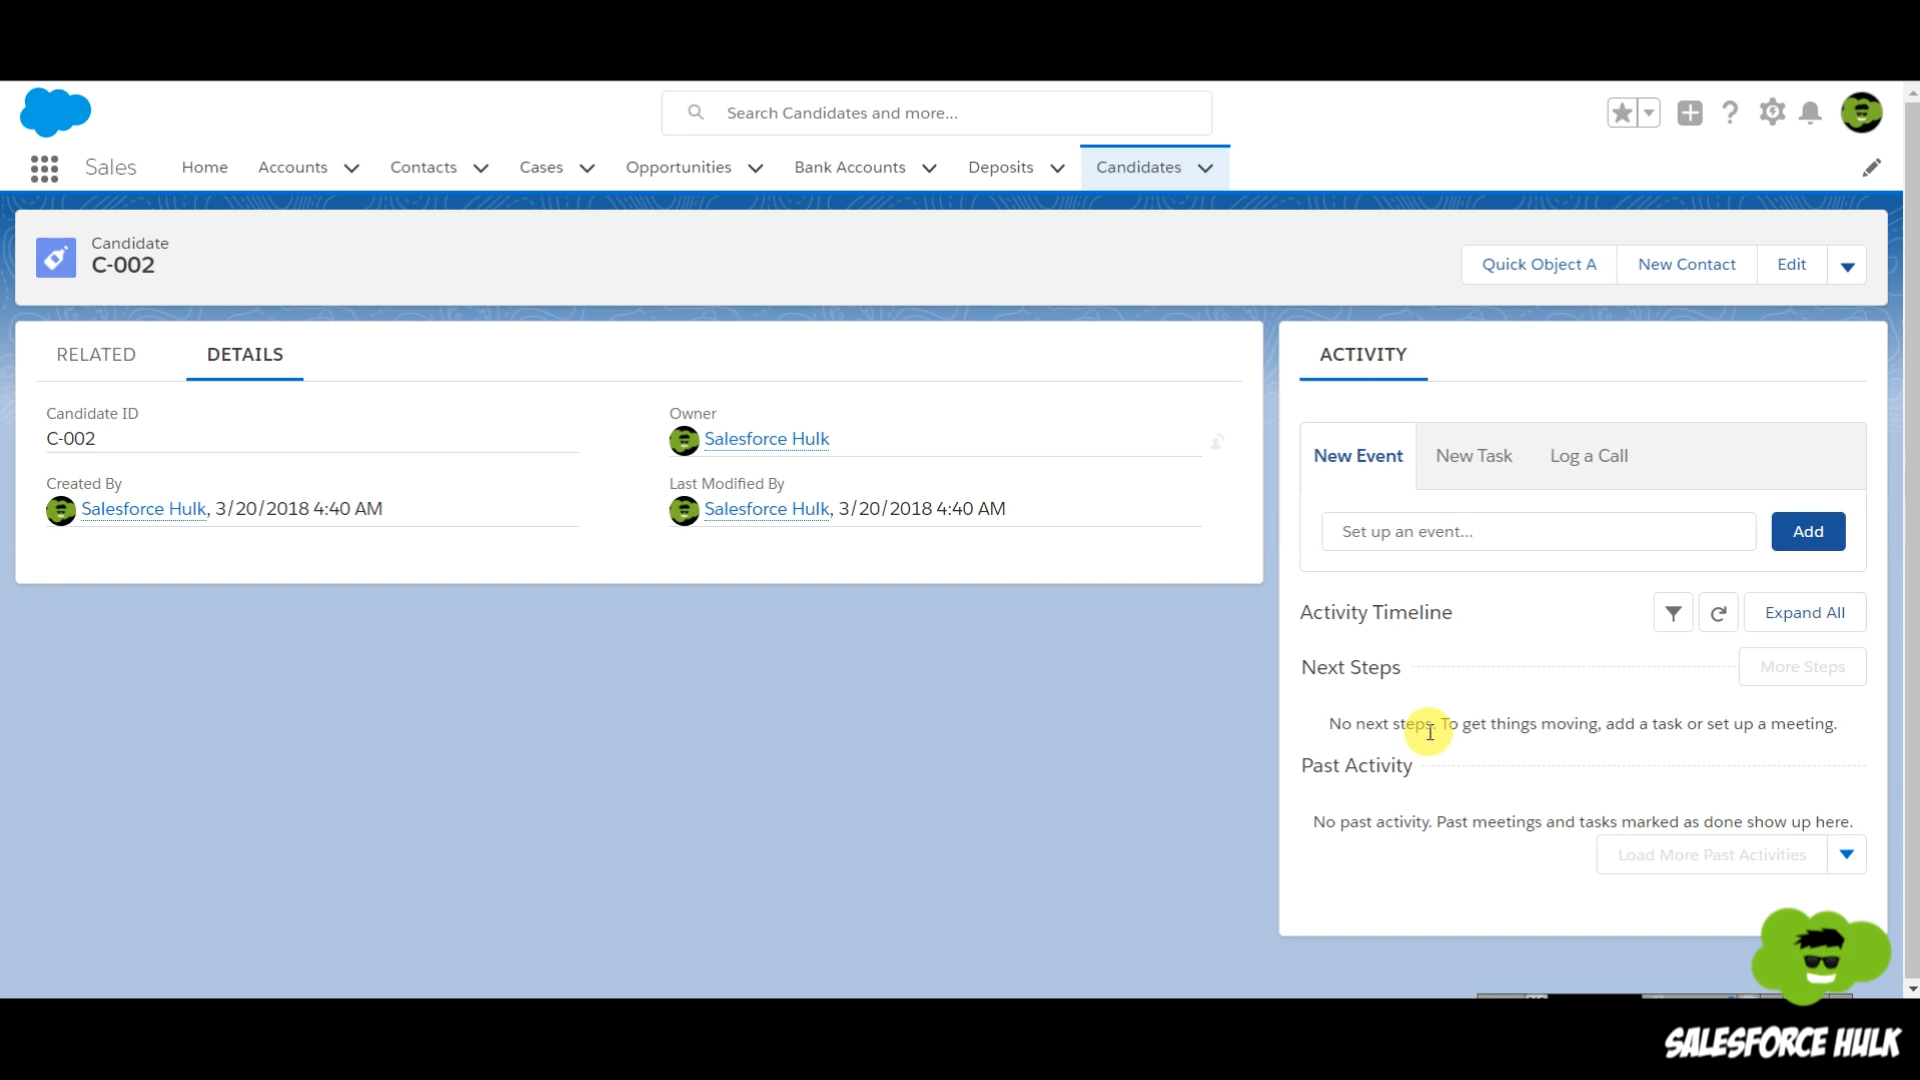 Search Candidates and more...
Sales Home Accounts Contacts Cases Opportunities Bank Accounts Deposits Candidates
Candidate
C-002
Quick Object A New Contact Edit
RELATED DETAILS
Candidate ID
C-002
Owner
Salesforce Hulk
Created By
Salesforce Hulk, 3/20/2018 4:40 AM
Last Modified By
Salesforce Hulk, 3/20/2018 4:40 AM
ACTIVITY
New Event New Task Log a Call
Set up an event... Add
Activity Timeline Expand All
Next Steps More Steps
No next steps. To get things moving, add a task or set up a meeting.
Past Activity
No past activity. Past meetings and tasks marked as done show up here.
Load More Past Activities
SALESFORCE HULK